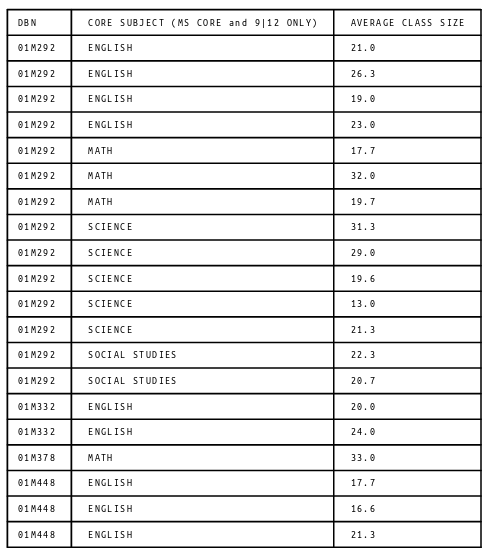 DBN CORE SUBJECT (MS CORE and 9|12 ONLY) AVERAGE CLASS SIZE
01M292 ENGLISH 21.0
01M292 ENGLISH 26.3
01M292 ENGLISH 19.0
01M292 ENGLISH 23.0
01M292 MATH 17.7
01M292 MATH 32.0
01M292 MATH 19.7
01M292 SCIENCE 31.3
01M292 SCIENCE 29.0
01M292 SCIENCE 19.6
01M292 SCIENCE 13.0
01M292 SCIENCE 21.3
01M292 SOCIAL STUDIES 22.3
01M292 SOCIAL STUDIES 20.7
01M332 ENGLISH 20.0
01M332 ENGLISH 24.0
01M378 MATH 33.0
01M448 ENGLISH 17.7
01M448 ENGLISH 16.6
01M448 ENGLISH 21.3